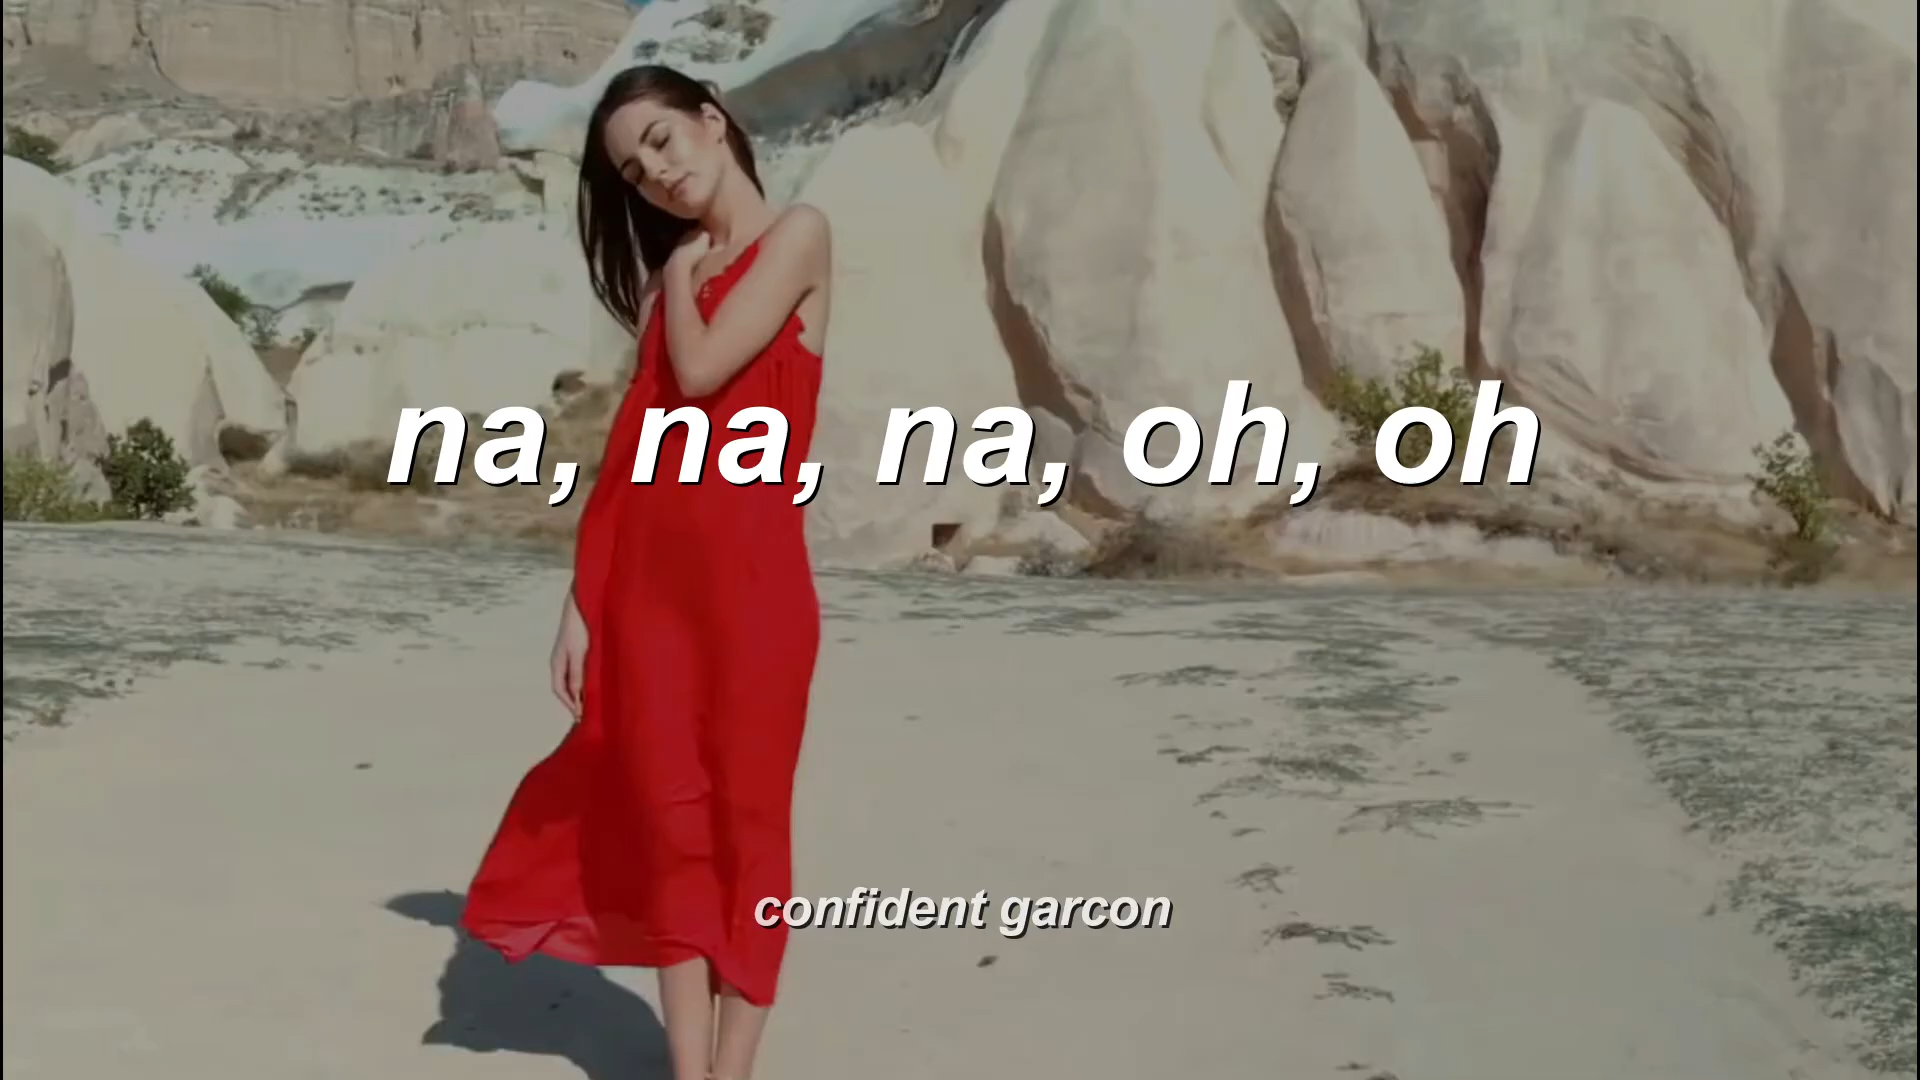 na, na, na, oh, oh
confident garcon